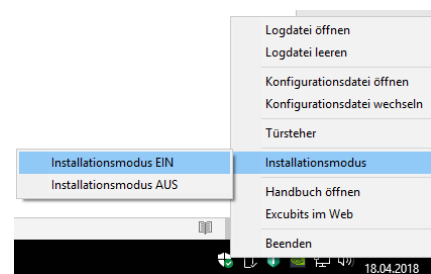 Logdatei öffnen
Logdatei leeren
Konfigurationsdatei öffnen
Konfigurationsdatei wechseln
Türsteher
Installationsmodus
Installationsmodus EIN
Installationsmodus AUS
Handbuch öffnen
Excubits im Web
Beenden
18.04.2018